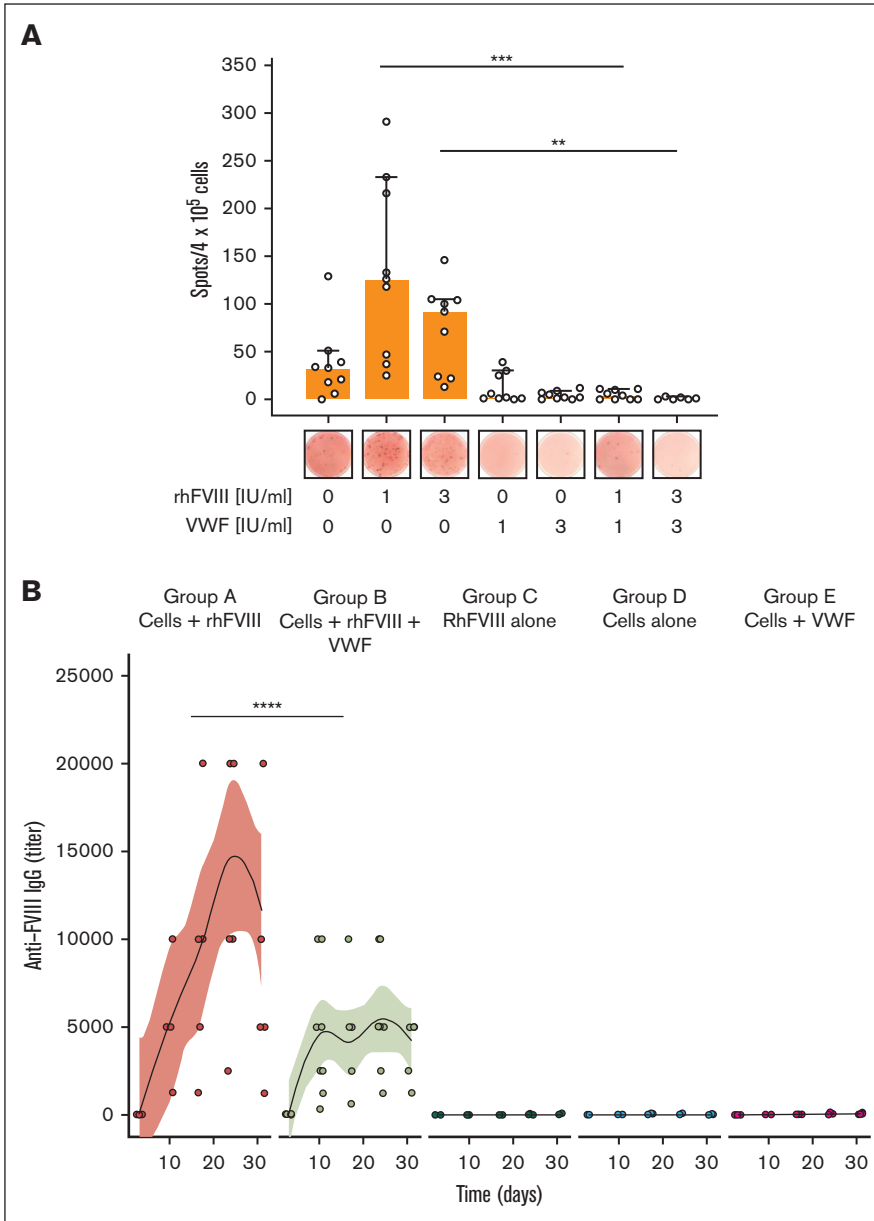 A
350
300
250
200
150
100
50
0
Spots/4 x 10⁵ cells
***
**
rhFVIII [IU/ml] 0 1 3 0 0 1 3
VWF [IU/ml] 0 0 0 1 3 1 3
B
Group A
Cells + rhFVIII
Group B
Cells + rhFVIII +
VWF
Group C
RhFVIII alone
Group D
Cells alone
Group E
Cells + VWF
25000
20000
15000
10000
5000
0
Anti–FVIII IgG (titer)
****
10 20 30 10 20 30 10 20 30 10 20 30 10 20 30
Time (days)